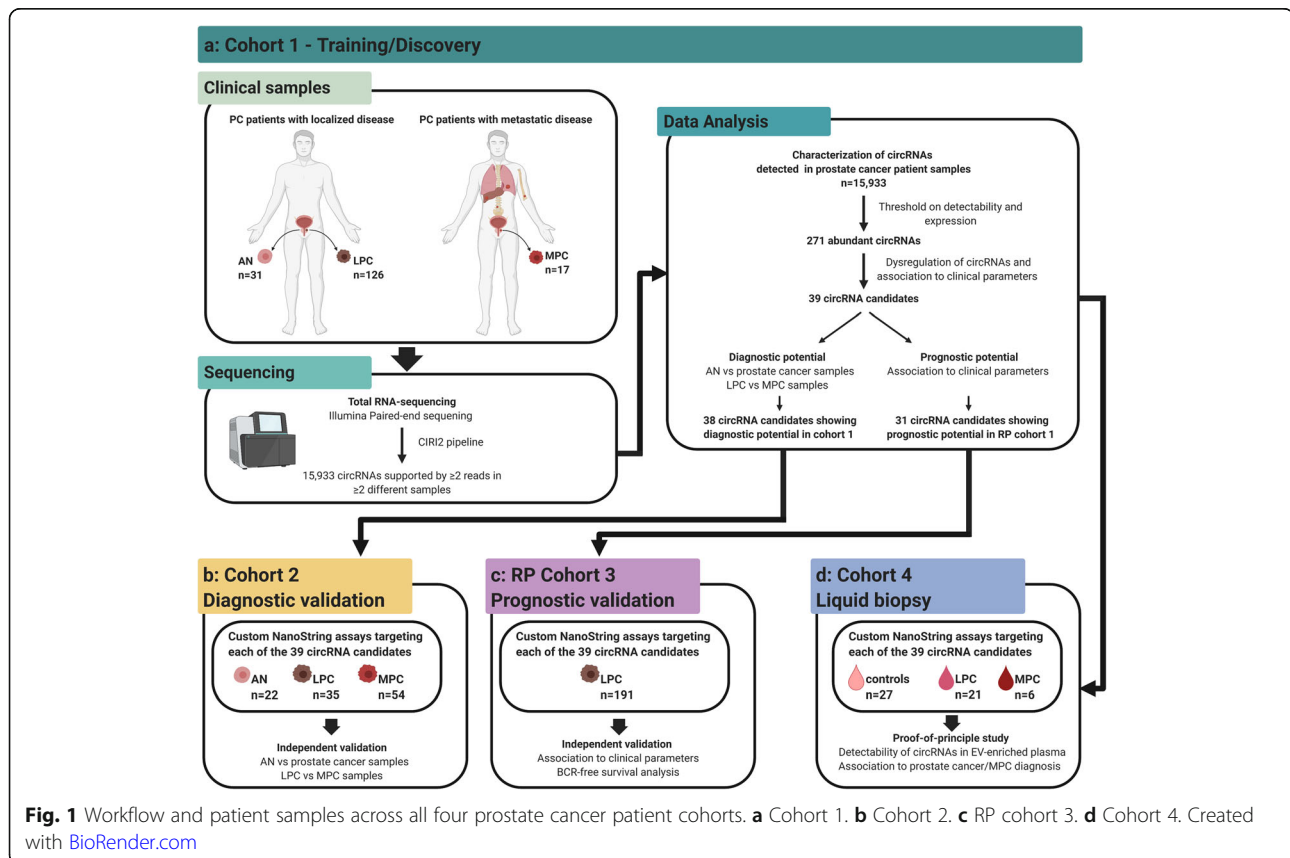 a: Cohort 1 - Training/Discovery
Clinical samples
PC patients with localized disease
PC patients with metastatic disease
AN
n=31
LPC
n=126
MPC
n=17
Sequencing
Total RNA-sequencing
Illumina Paired-end sequencing
CIRI2 pipeline
15,933 circRNAs supported by ≥2 reads in
≥2 different samples
Data Analysis
Characterization of circRNAs
detected in prostate cancer patient samples
n=15,933
Threshold on detectability and
expression
271 abundant circRNAs
Dysregulation of circRNAs and
association to clinical parameters
39 circRNA candidates
Diagnostic potential
AN vs prostate cancer samples
LPC vs MPC samples
38 circRNA candidates showing
diagnostic potential in cohort 1
Prognostic potential
Association to clinical parameters
31 circRNA candidates showing
prognostic potential in RP cohort 1
b: Cohort 2
Diagnostic validation
Custom NanoString assays targeting
each of the 39 circRNA candidates
AN
n=22
LPC
n=35
MPC
n=54
Independent validation
AN vs prostate cancer samples
LPC vs MPC samples
c: RP Cohort 3
Prognostic validation
Custom NanoString assays targeting
each of the 39 circRNA candidates
LPC
n=191
Independent validation
Association to clinical parameters
BCR-free survival analysis
d: Cohort 4
Liquid biopsy
Custom NanoString assays targeting
each of the 39 circRNA candidates
controls
n=27
LPC
n=21
MPC
n=6
Proof-of-principle study
Detectability of circRNAs in EV-enriched plasma
Association to prostate cancer/MPC diagnosis
Fig. 1 Workflow and patient samples across all four prostate cancer patient cohorts. a Cohort 1. b Cohort 2. c RP cohort 3. d Cohort 4. Created
with BioRender.com